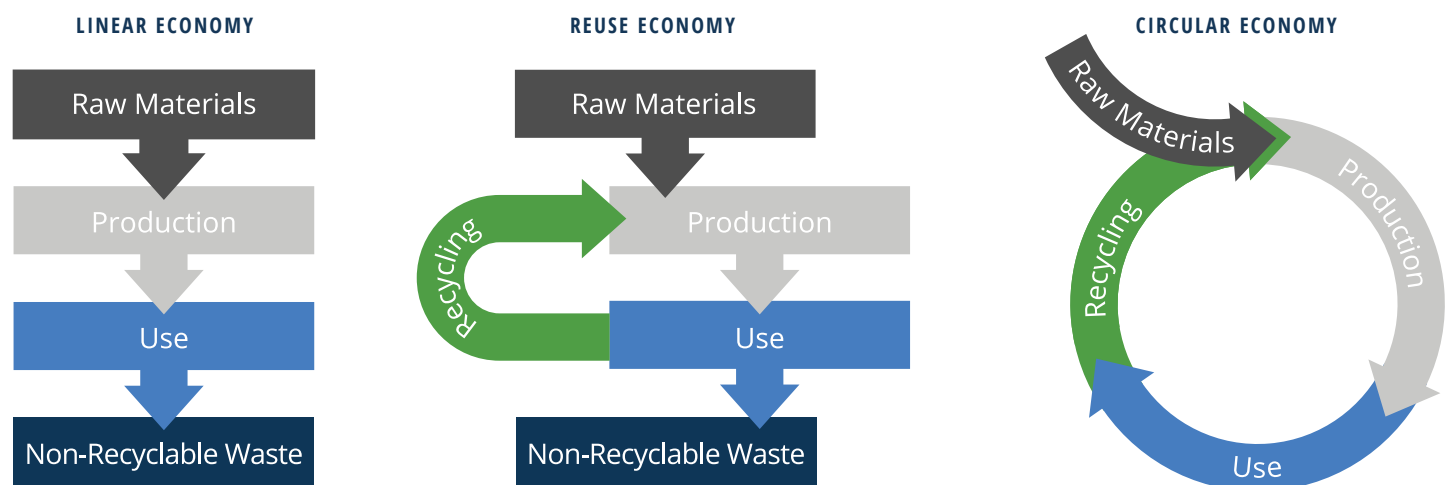 LINEAR ECONOMY
Raw Materials
Production
Use
Non-Recyclable Waste
REUSE ECONOMY
Raw Materials
Recycling
Production
Use
Non-Recyclable Waste
CIRCULAR ECONOMY
Raw Materials
Production
Recycling
Use